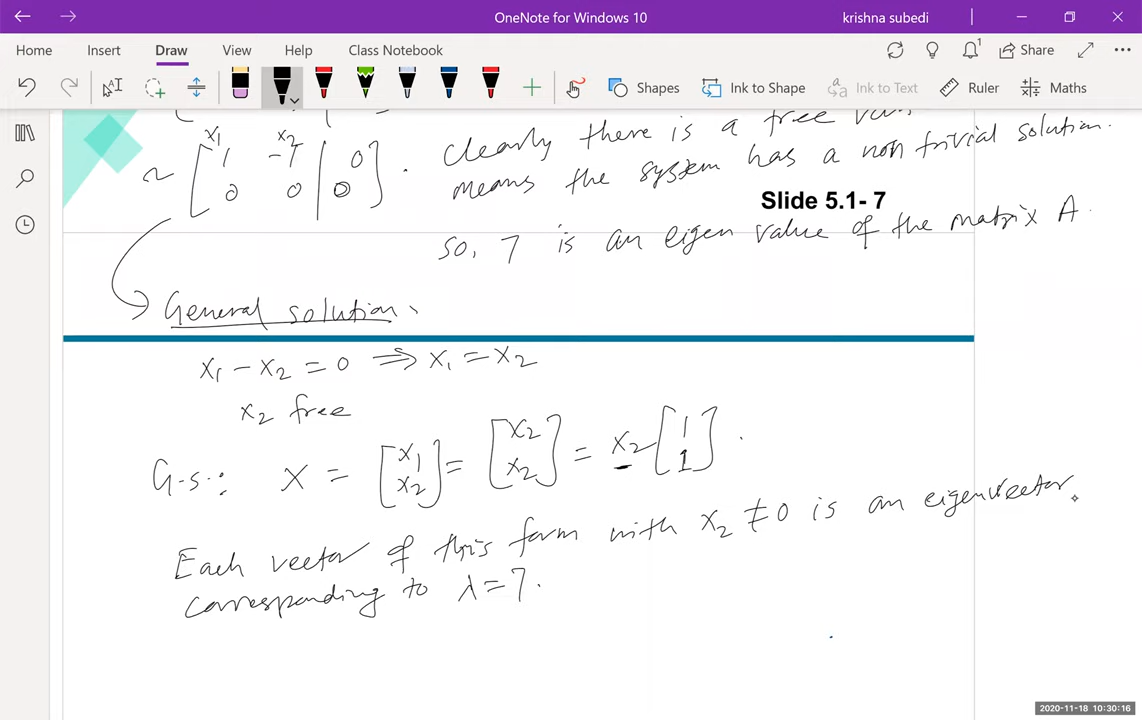 OneNote for Windows 10
krishna subedi
Home Insert Draw View Help Class Notebook
1
Share
Shapes
Ink to Shape
Ink to Text
Ruler
Maths
x1 x2
~ [ 1 -1 | 0
0 0 | 0 ] .
clearly there is a free
means the system has a non trivial solution.
Slide 5.1- 7
so, 7 is an eigen value of the matrix A.
General solution.
x1 - x2 = 0 ⟹ x1 = x2
x2 free
G.s.: X = [x1 x2] = [x2 x2] = x2 [1 1] .
Each vector of this form with x2 ≠ 0 is an eigenvector
corresponding to λ = 7.
2020-11-18 10:30:16